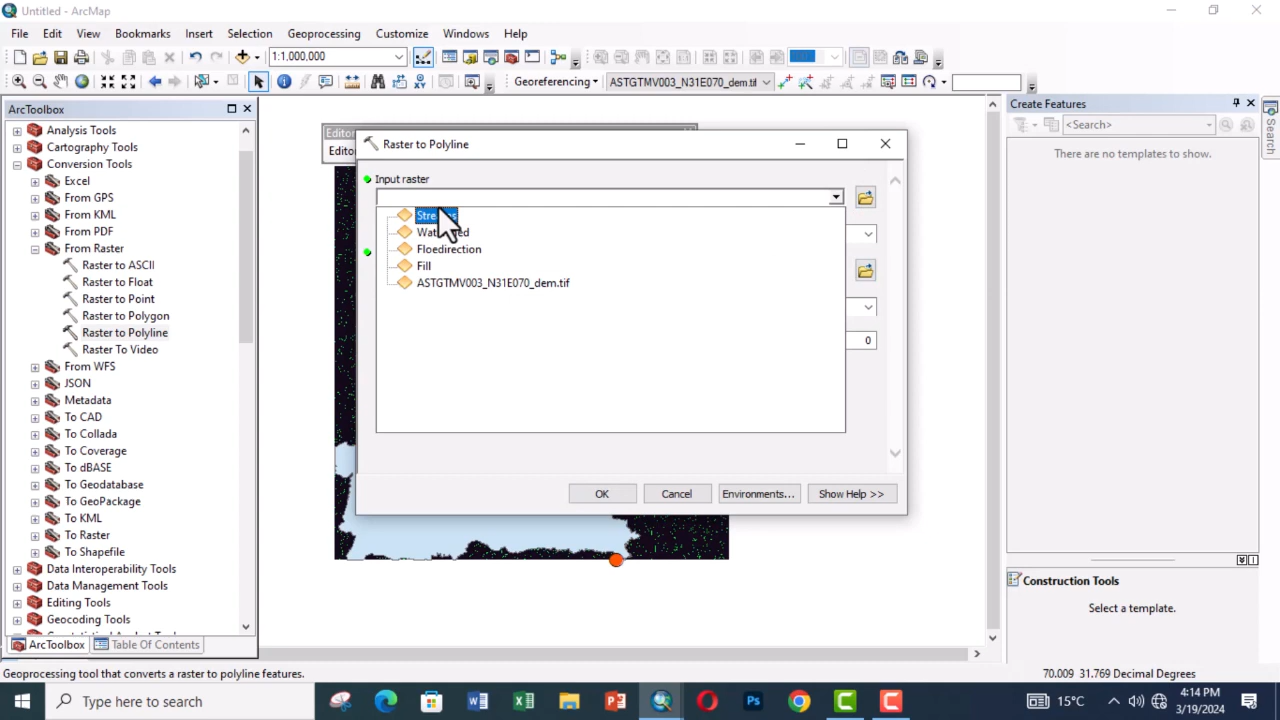 Untitled - ArcMap
File Edit View Bookmarks Insert Selection Geoprocessing Customize Windows Help
1:1,000,000
Georeferencing ASTGTMV003_N31E070_dem.tif
ArcToolbox
Analysis Tools
Cartography Tools
Conversion Tools
Excel
From GPS
From KML
From PDF
From Raster
Raster to ASCII
Raster to Float
Raster to Point
Raster to Polygon
Raster to Polyline
Raster To Video
From WFS
JSON
Metadata
To CAD
To Collada
To Coverage
To dBASE
To Geodatabase
To GeoPackage
To KML
To Raster
To Shapefile
Data Interoperability Tools
Data Management Tools
Editing Tools
Geocoding Tools
ArcToolbox Table Of Contents
Editor
Editor
Raster to Polyline
Input raster
Floedirection
Fill
ASTGTMV003_N31E070_dem.tif
0
OK Cancel Environments... Show Help >>
Create Features
<Search>
There are no templates to show.
Search
Construction Tools
Select a template.
Geoprocessing tool that converts a raster to polyline features.
70.009 31.769 Decimal Degrees
Type here to search
15°C
4:14 PM
3/19/2024